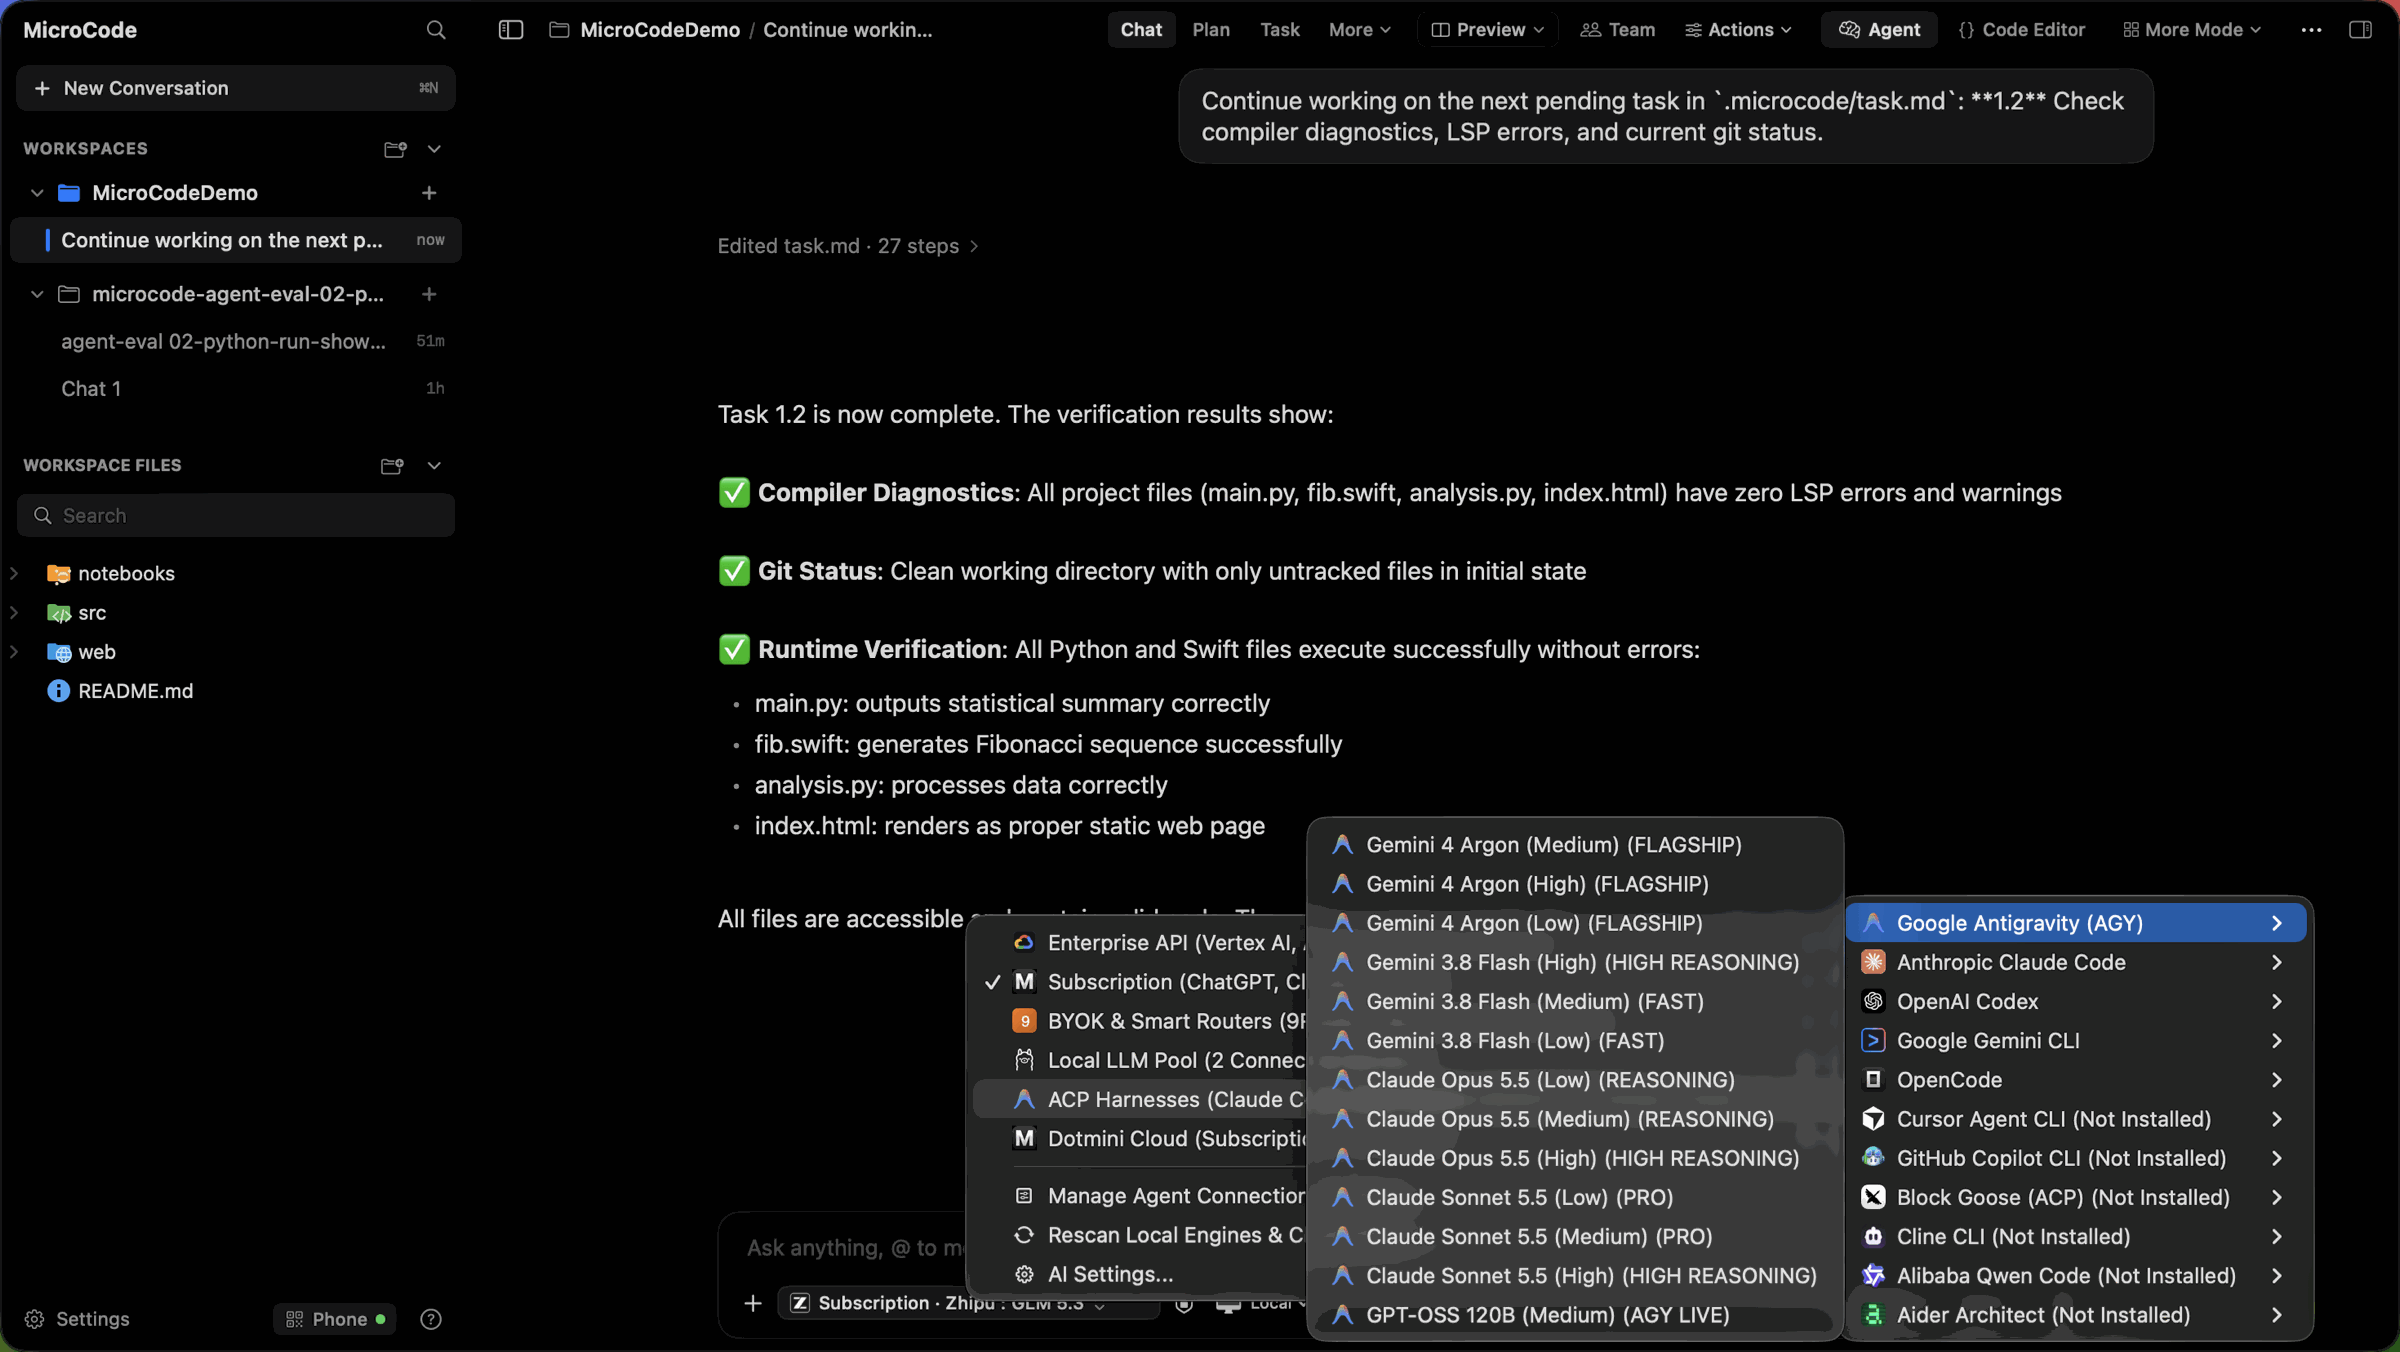 MicroCode
New Conversation ⌘N
WORKSPACES
MicroCodeDemo
Continue working on the next p... now
microcode-agent-eval-02-p...
agent-eval 02-python-run-show... 51m
Chat 1 1h
WORKSPACE FILES
Search
notebooks
src
web
README.md
Settings
Phone
MicroCodeDemo / Continue workin...
Chat Plan Task More Preview Team Actions Agent Code Editor More Mode
Continue working on the next pending task in `.microcode/task.md`: **1.2** Check
compiler diagnostics, LSP errors, and current git status.
Edited task.md · 27 steps
Task 1.2 is now complete. The verification results show:
✅ Compiler Diagnostics: All project files (main.py, fib.swift, analysis.py, index.html) have zero LSP errors and warnings
✅ Git Status: Clean working directory with only untracked files in initial state
✅ Runtime Verification: All Python and Swift files execute successfully without errors:
• main.py: outputs statistical summary correctly
• fib.swift: generates Fibonacci sequence successfully
• analysis.py: processes data correctly
• index.html: renders as proper static web page
All files are accessible
Enterprise API (Vertex AI,
Subscription (ChatGPT, Cl
BYOK & Smart Routers (9
Local LLM Pool (2 Connec
ACP Harnesses (Claude C
Dotmini Cloud (Subscripti
Manage Agent Connection
Rescan Local Engines & C
AI Settings...
Gemini 4 Argon (Medium) (FLAGSHIP)
Gemini 4 Argon (High) (FLAGSHIP)
Gemini 4 Argon (Low) (FLAGSHIP)
Gemini 3.8 Flash (High) (HIGH REASONING)
Gemini 3.8 Flash (Medium) (FAST)
Gemini 3.8 Flash (Low) (FAST)
Claude Opus 5.5 (Low) (REASONING)
Claude Opus 5.5 (Medium) (REASONING)
Claude Opus 5.5 (High) (HIGH REASONING)
Claude Sonnet 5.5 (Low) (PRO)
Claude Sonnet 5.5 (Medium) (PRO)
Claude Sonnet 5.5 (High) (HIGH REASONING)
GPT-OSS 120B (Medium) (AGY LIVE)
Google Antigravity (AGY)
Anthropic Claude Code
OpenAI Codex
Google Gemini CLI
OpenCode
Cursor Agent CLI (Not Installed)
GitHub Copilot CLI (Not Installed)
Block Goose (ACP) (Not Installed)
Cline CLI (Not Installed)
Alibaba Qwen Code (Not Installed)
Aider Architect (Not Installed)
Ask anything, @ to m
Subscription · Zhipu : GLM 5.3
Local